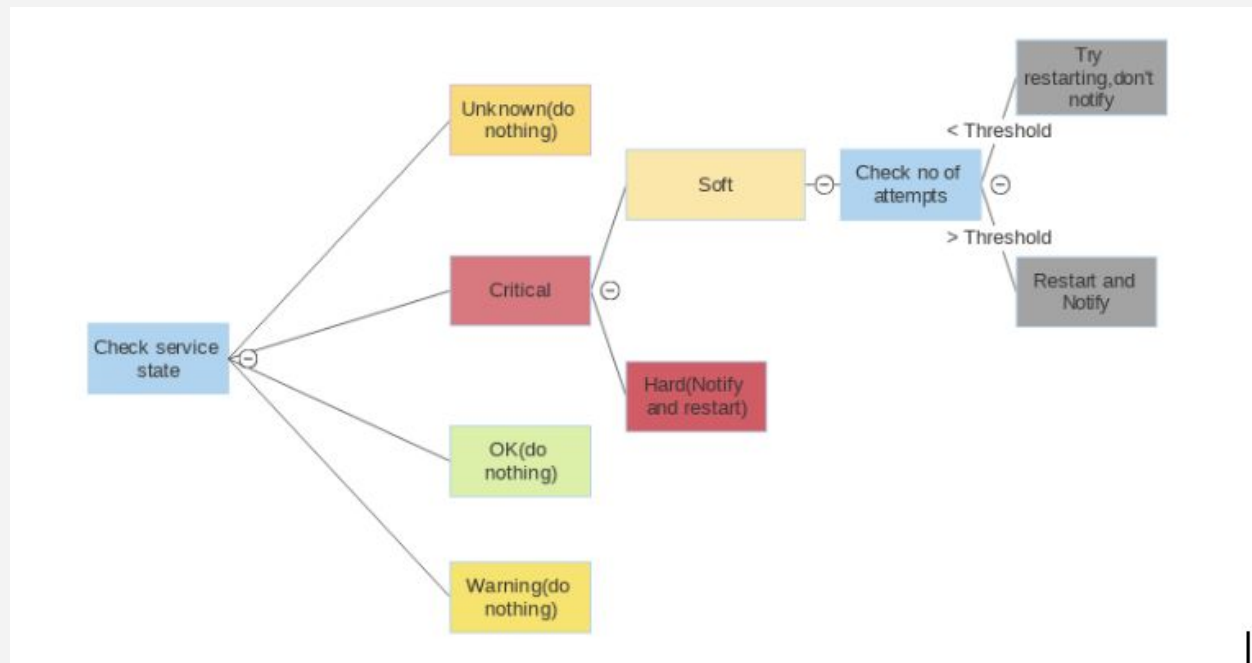 Check service
state
Unknown(do
nothing)
Critical
OK(do
nothing)
Warning(do
nothing)
Soft
Hard(Notify
and restart)
Check no of
attempts
< Threshold
> Threshold
Try
restarting,don't
notify
Restart and
Notify